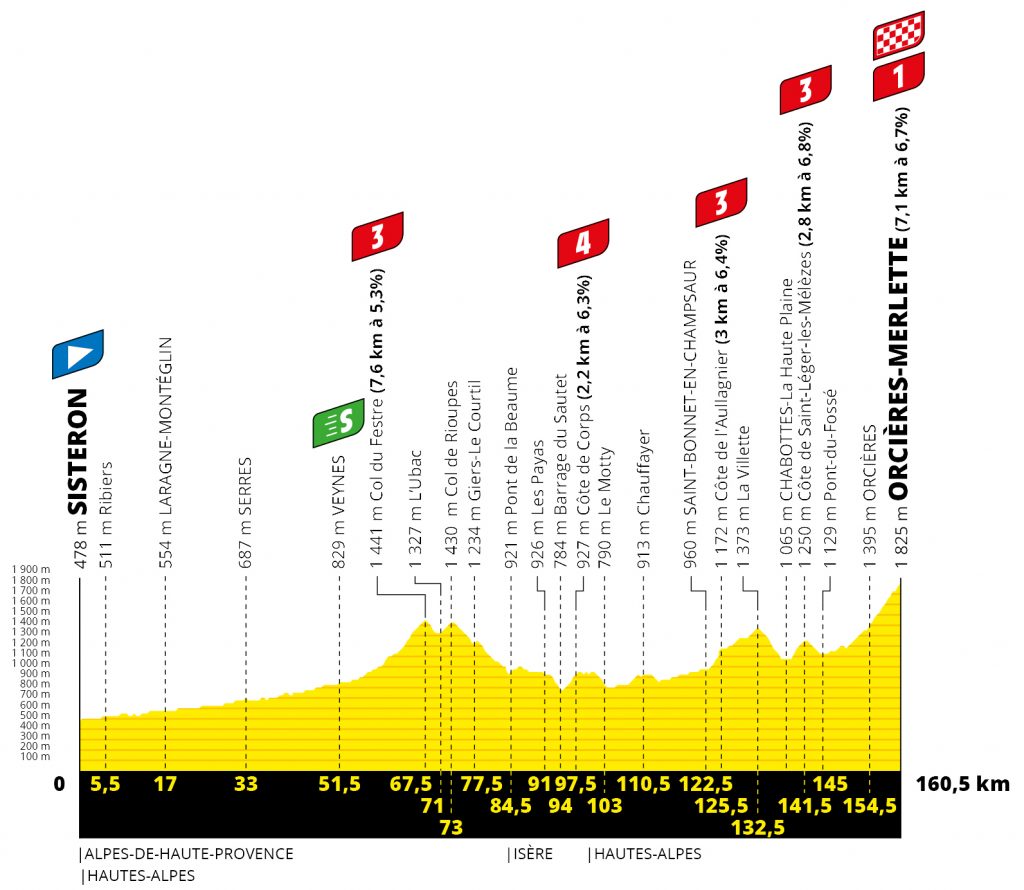 1
3
3
3
4
S
478 m SISTERON
511 m Ribiers
554 m LARAGNE-MONTÉGLIN
687 m SERRES
829 m VEYNES
1 441 m Col du Festre (7,6 km à 5,3%)
1 327 m L'Ubac
1 430 m Col de Rioupes
1 234 m Giers-Le Courtil
921 m Pont de la Beaume
926 m Les Payas
784 m Barrage du Sautet
927 m Côte de Corps (2,2 km à 6,3%)
790 m Le Motty
913 m Chauffayer
960 m SAINT-BONNET-EN-CHAMPSAUR
1 172 m Côte de l'Aullagnier (3 km à 6,4%)
1 373 m La Villette
1 065 m CHABOTTES-La Haute Plaine
1 250 m Côte de Saint-Léger-les-Mélèzes (2,8 km à 6,8%)
1 129 m Pont-du-Fossé
1 395 m ORCIÈRES
1 825 m ORCIÈRES-MERLETTE (7,1 km à 6,7%)
1 900 m
1 800 m
1 700 m
1 600 m
1 500 m
1 400 m
1 300 m
1 200 m
1 100 m
1 000 m
900 m
800 m
700 m
600 m
500 m
400 m
300 m
200 m
100 m
0 5,5 17 33 51,5 67,5 77,5 91 97,5 110,5 122,5 145 160,5 km
71 84,5 94 103 125,5 141,5 154,5
73 132,5
|ALPES-DE-HAUTE-PROVENCE |ISÈRE |HAUTES-ALPES
|HAUTES-ALPES